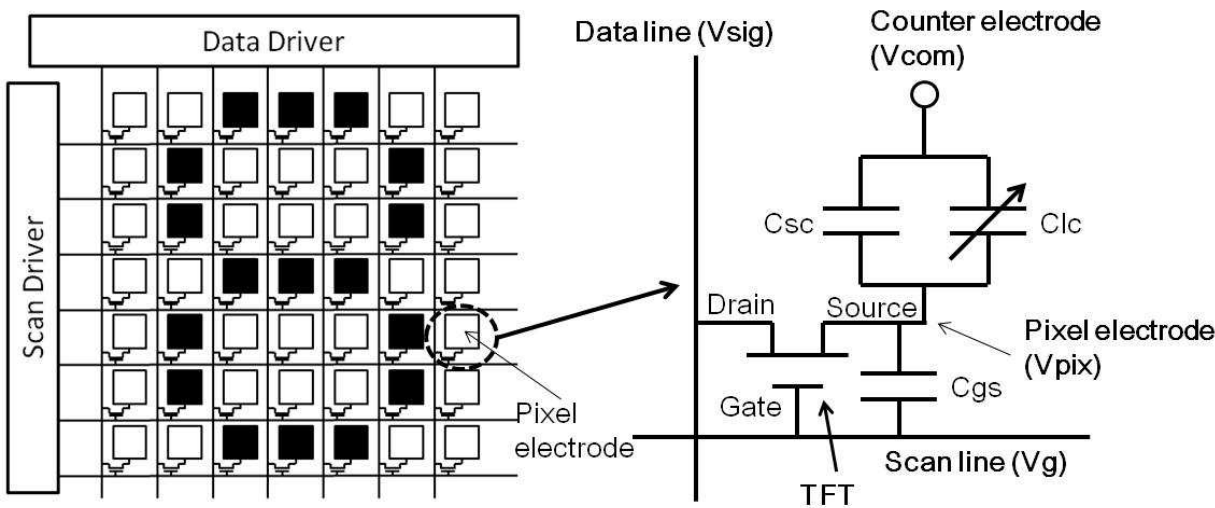 Data Driver
Scan Driver
Pixel
electrode
Data line (Vsig)
Counter electrode
(Vcom)
Csc
Clc
Drain
Source
Pixel electrode
(Vpix)
Cgs
Gate
Scan line (Vg)
TFT